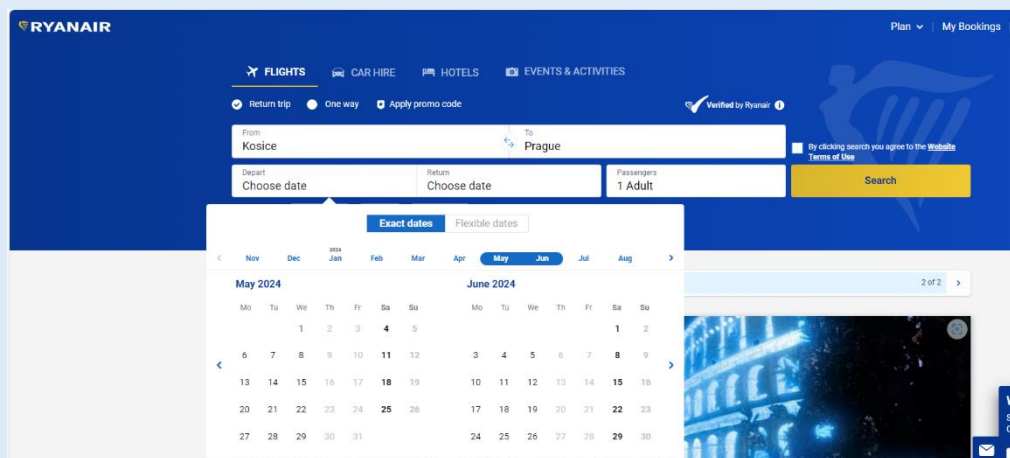 RYANAIR
Plan
My Bookings
FLIGHTS
CAR HIRE
HOTELS
EVENTS & ACTIVITIES
Return trip
One way
Apply promo code
Verified by Ryanair
From
Kosice
To
Prague
By clicking search you agree to the Website
Terms of Use
Depart
Choose date
Return
Choose date
Passengers
1 Adult
Search
Exact dates
Flexible dates
2024
Nov Dec Jan Feb Mar Apr May Jun Jul Aug
May 2024
Mo Tu We Th Fr Sa Su
1 2 3 4 5
6 7 8 9 10 11 12
13 14 15 16 17 18 19
20 21 22 23 24 25 26
27 28 29 30 31
June 2024
Mo Tu We Th Fr Sa Su
1 2
3 4 5 6 7 8 9
10 11 12 13 14 15 16
17 18 19 20 21 22 23
24 25 26 27 28 29 30
2 of 2